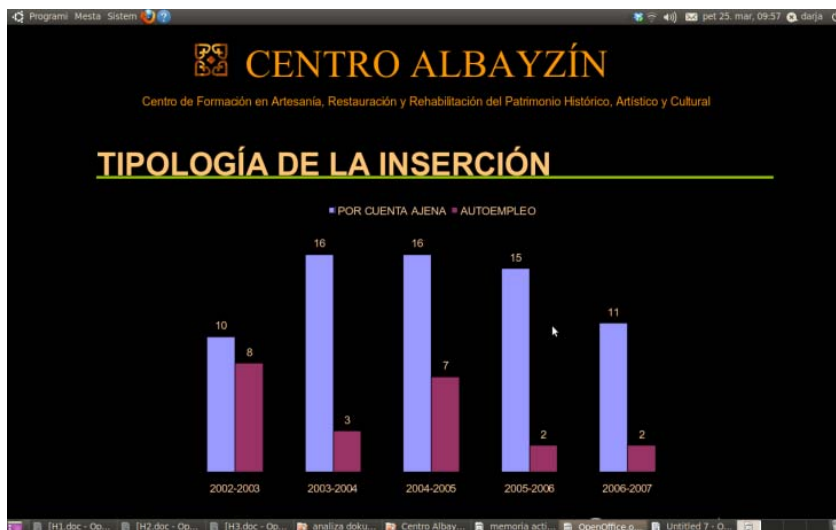 Programi Mesta Sistem pet 25. mar, 09:57 darja
CENTRO ALBAYZÍN
Centro de Formación en Artesanía, Restauración y Rehabilitación del Patrimonio Histórico, Artístico y Cultural
TIPOLOGÍA DE LA INSERCIÓN
POR CUENTA AJENA AUTOEMPLEO
16 16
15
11
10
8
7
3
2 2
2002-2003 2003-2004 2004-2005 2005-2006 2006-2007
[H1.doc - Op... [H2.doc - Op... [H3.doc - Op... analiza doku... Centro Albay... memoria acti... OpenOffice o... Untitled 7 - O...